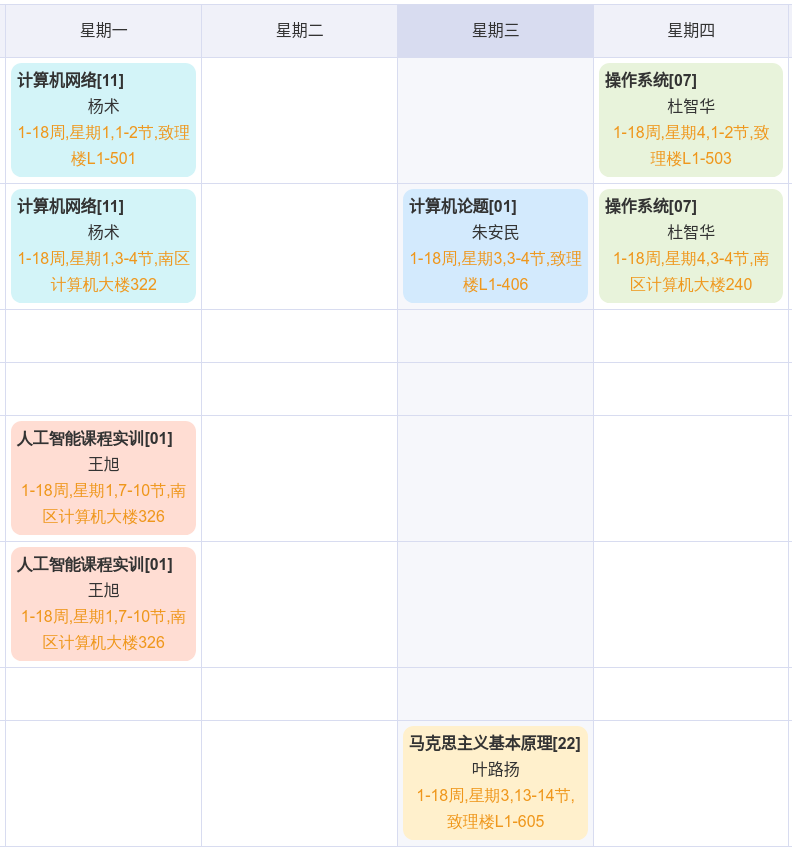 星期一
星期二
星期三
星期四
计算机网络[11]
杨术
1-18周,星期1,1-2节,致理
楼L1-501
操作系统[07]
杜智华
1-18周,星期4,1-2节,致
理楼L1-503
计算机网络[11]
杨术
1-18周,星期1,3-4节,南区
计算机大楼322
计算机论题[01]
朱安民
1-18周,星期3,3-4节,致理
楼L1-406
操作系统[07]
杜智华
1-18周,星期4,3-4节,南
区计算机大楼240
人工智能课程实训[01]
王旭
1-18周,星期1,7-10节,南
区计算机大楼326
人工智能课程实训[01]
王旭
1-18周,星期1,7-10节,南
区计算机大楼326
马克思主义基本原理[22]
叶路扬
1-18周,星期3,13-14节,
致理楼L1-605